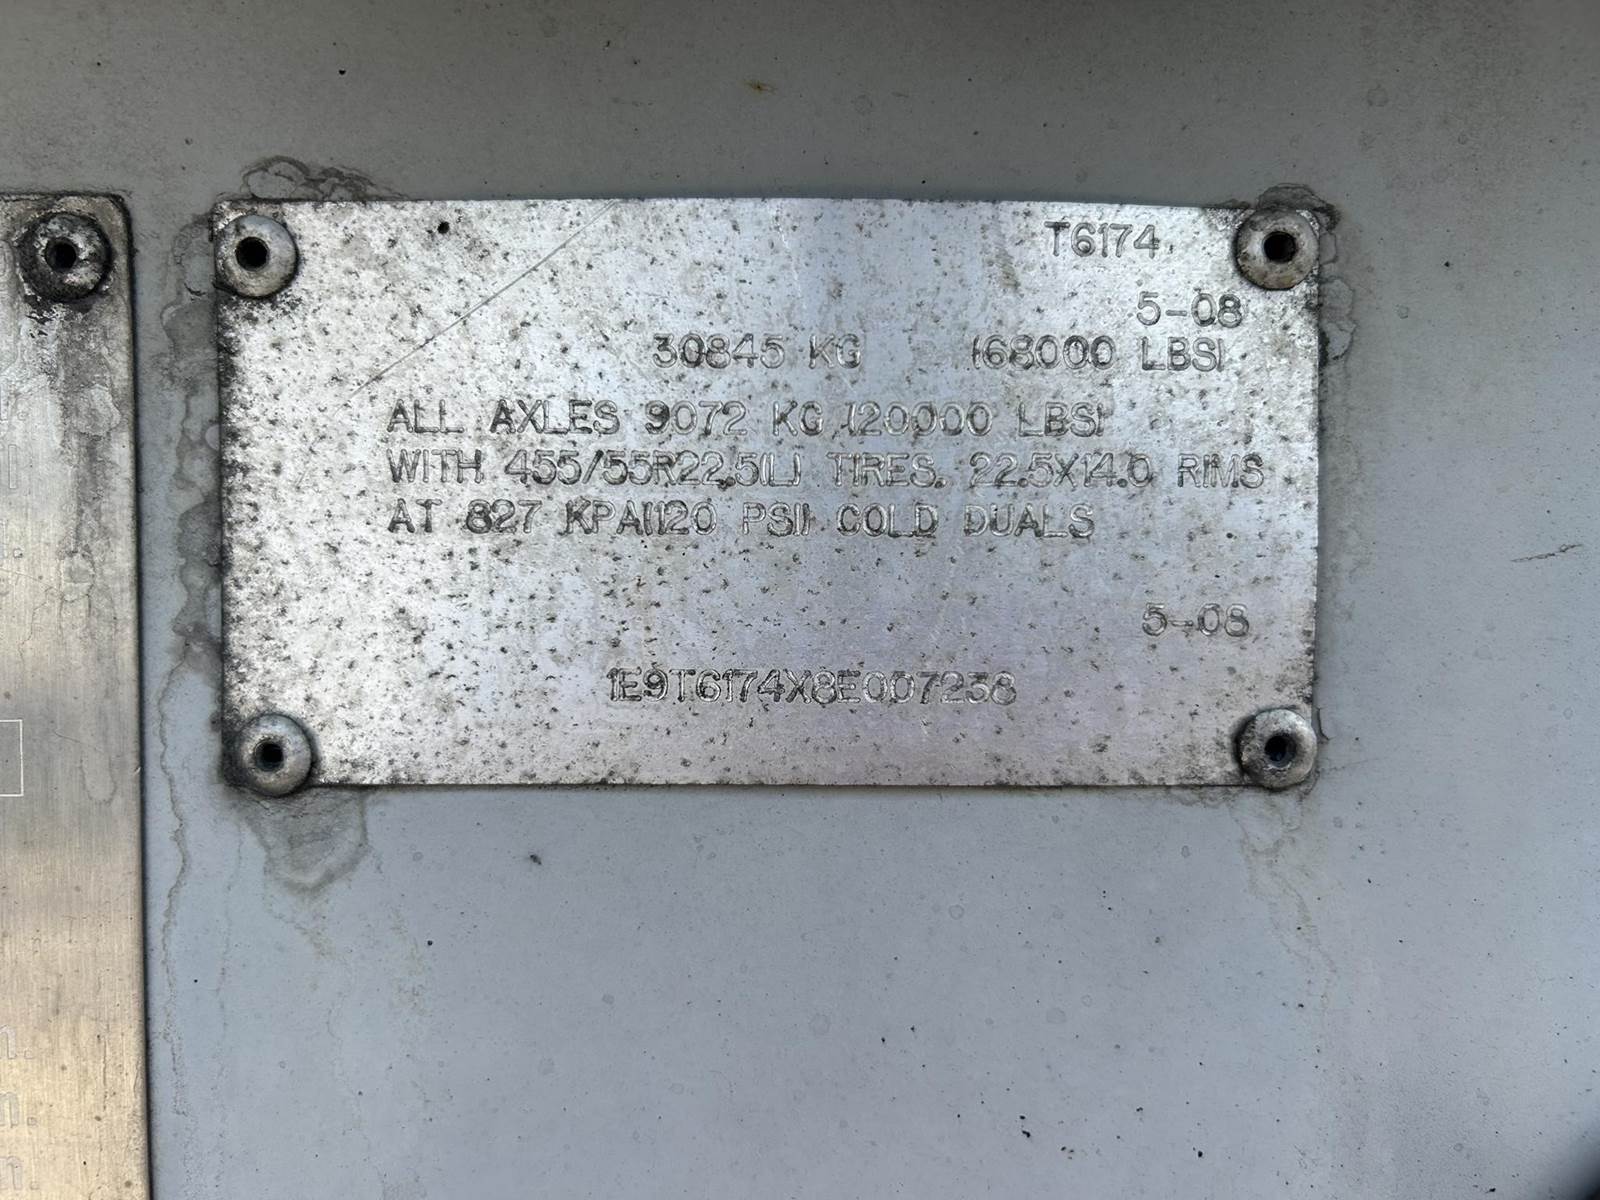 T6174
5-08
30845 KG (68000 LBS)
ALL AXLES 9072 KG (20000 LBS)
WITH 455/55R22.5(L) TIRES. 22.5X14.0 RIMS
AT 827 KPA(120 PSI) COLD DUALS
5-08
1E9T6174X8E007238